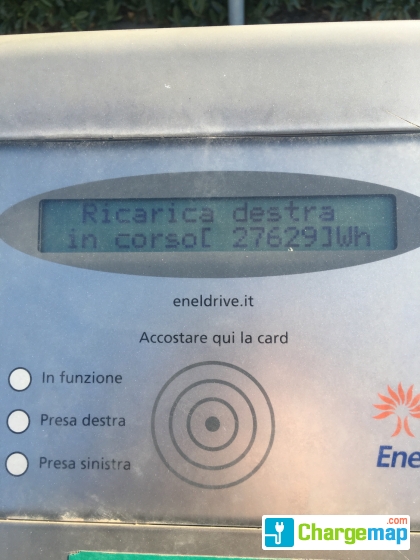 Ricarica destra
in corso[ 27629]Wh
eneldrive.it
Accostare qui la card
In funzione
Presa destra
Presa sinistra
Ene
Chargemap.com